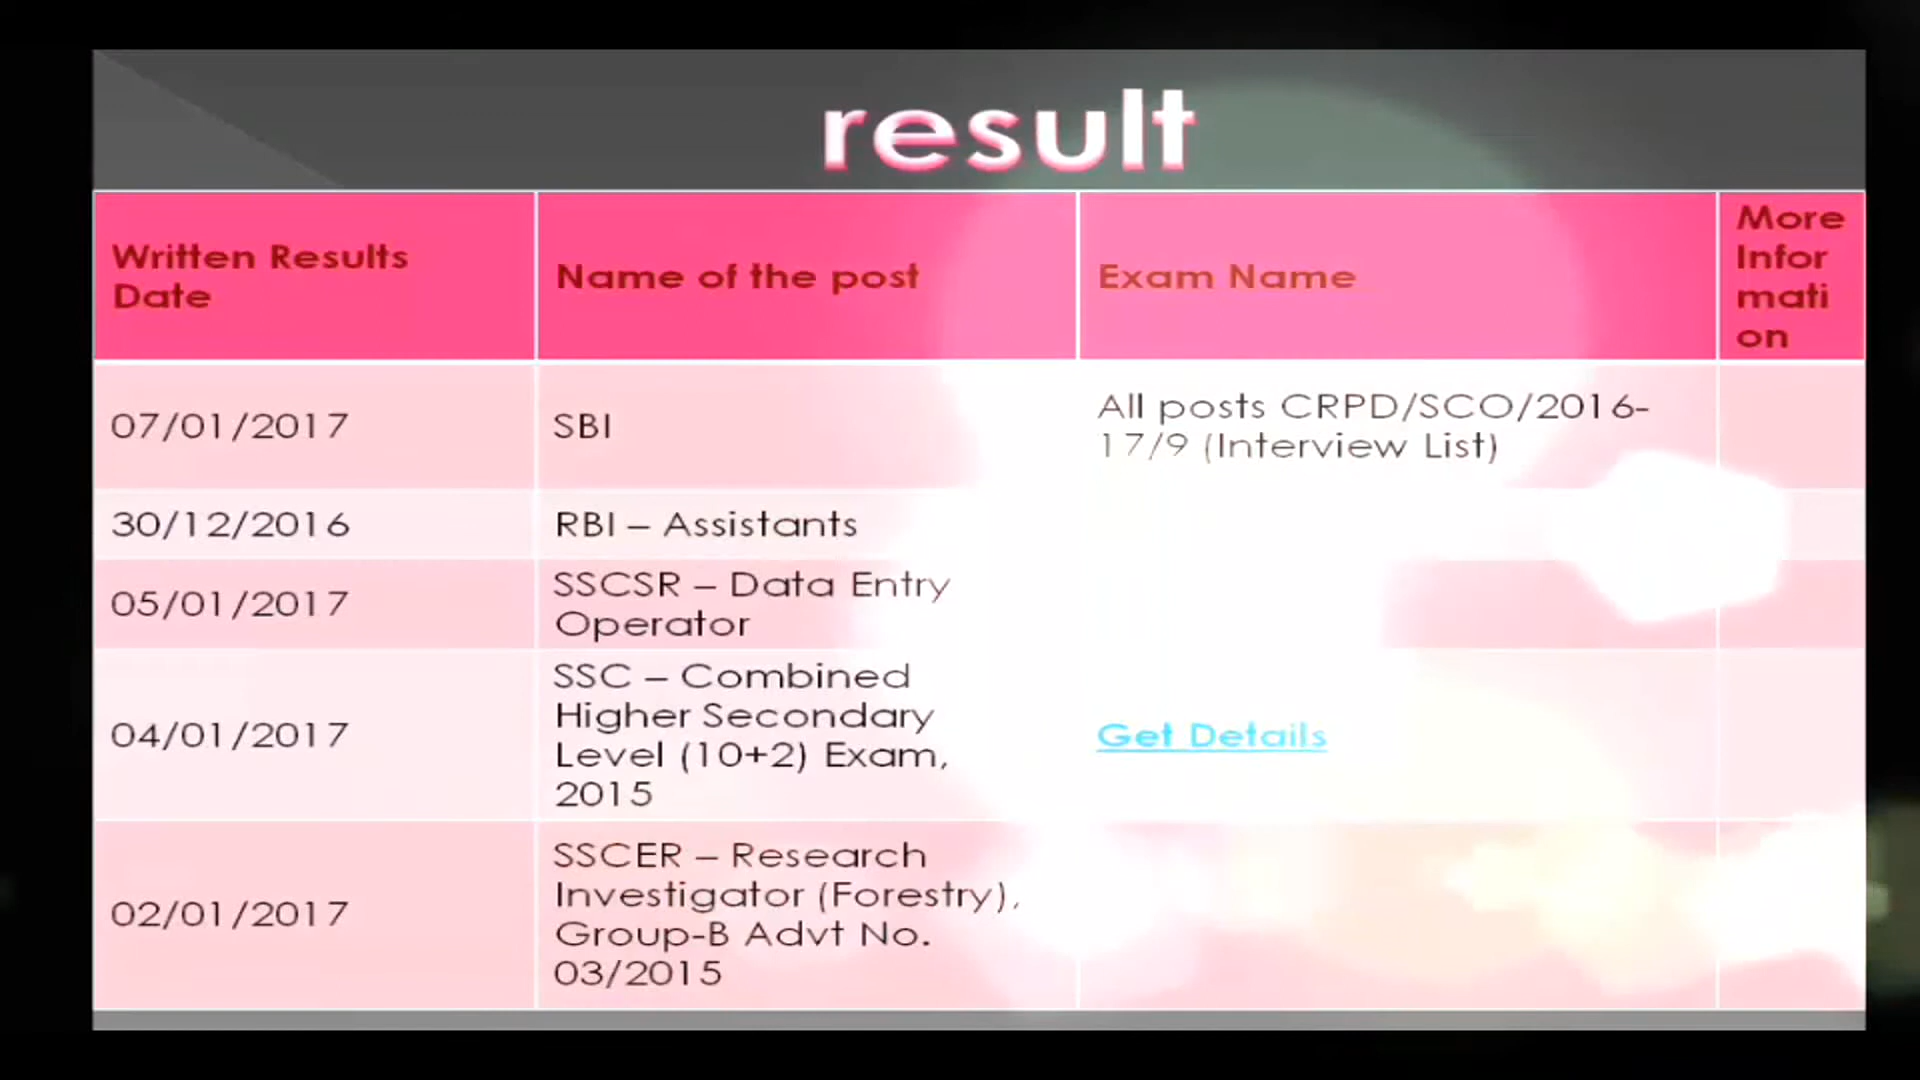 result
Written Results
Date
Name of the post
Exam Name
More
Infor
mati
on
07/01/2017
SBI
All posts CRPD/SCO/2016-
17/9 (Interview List)
30/12/2016
RBI – Assistants
05/01/2017
SSCSR – Data Entry
Operator
04/01/2017
SSC – Combined
Higher Secondary
Level (10+2) Exam,
2015
Get Details
02/01/2017
SSCER – Research
Investigator (Forestry),
Group-B Advt No.
03/2015